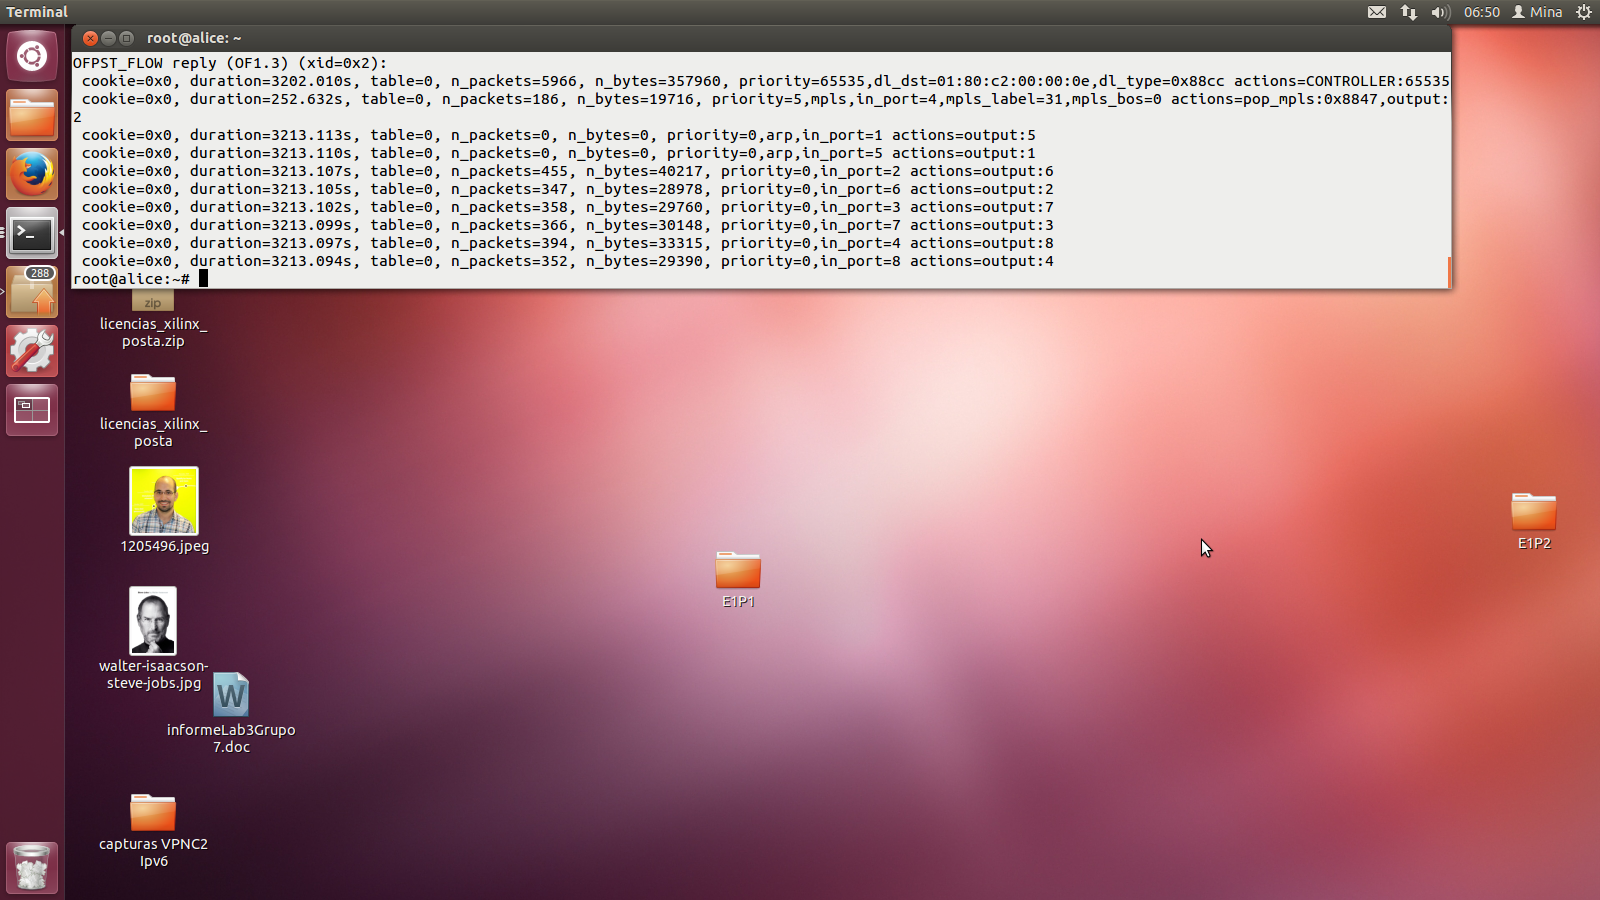 Terminal
06:50
Mina
root@alice: ~
OFPST_FLOW reply (OF1.3) (xid=0x2):
cookie=0x0, duration=3202.010s, table=0, n_packets=5966, n_bytes=357960, priority=65535,dl_dst=01:80:c2:00:00:0e,dl_type=0x88cc actions=CONTROLLER:65535
cookie=0x0, duration=252.632s, table=0, n_packets=186, n_bytes=19716, priority=5,mpls,in_port=4,mpls_label=31,mpls_bos=0 actions=pop_mpls:0x8847,output:
2
cookie=0x0, duration=3213.113s, table=0, n_packets=0, n_bytes=0, priority=0,arp,in_port=1 actions=output:5
cookie=0x0, duration=3213.110s, table=0, n_packets=0, n_bytes=0, priority=0,arp,in_port=5 actions=output:1
cookie=0x0, duration=3213.107s, table=0, n_packets=455, n_bytes=40217, priority=0,in_port=2 actions=output:6
cookie=0x0, duration=3213.105s, table=0, n_packets=347, n_bytes=28978, priority=0,in_port=6 actions=output:2
cookie=0x0, duration=3213.102s, table=0, n_packets=358, n_bytes=29760, priority=0,in_port=3 actions=output:7
cookie=0x0, duration=3213.099s, table=0, n_packets=366, n_bytes=30148, priority=0,in_port=7 actions=output:3
cookie=0x0, duration=3213.097s, table=0, n_packets=394, n_bytes=33315, priority=0,in_port=4 actions=output:8
cookie=0x0, duration=3213.094s, table=0, n_packets=352, n_bytes=29390, priority=0,in_port=8 actions=output:4
root@alice:~#
288
zip
licencias_xilinx_
posta.zip
licencias_xilinx_
posta
1205496.jpeg
E1P2
E1P1
walter-isaacson-
steve-jobs.jpg
W
informeLab3Grupo
7.doc
capturas VPNC2
Ipv6